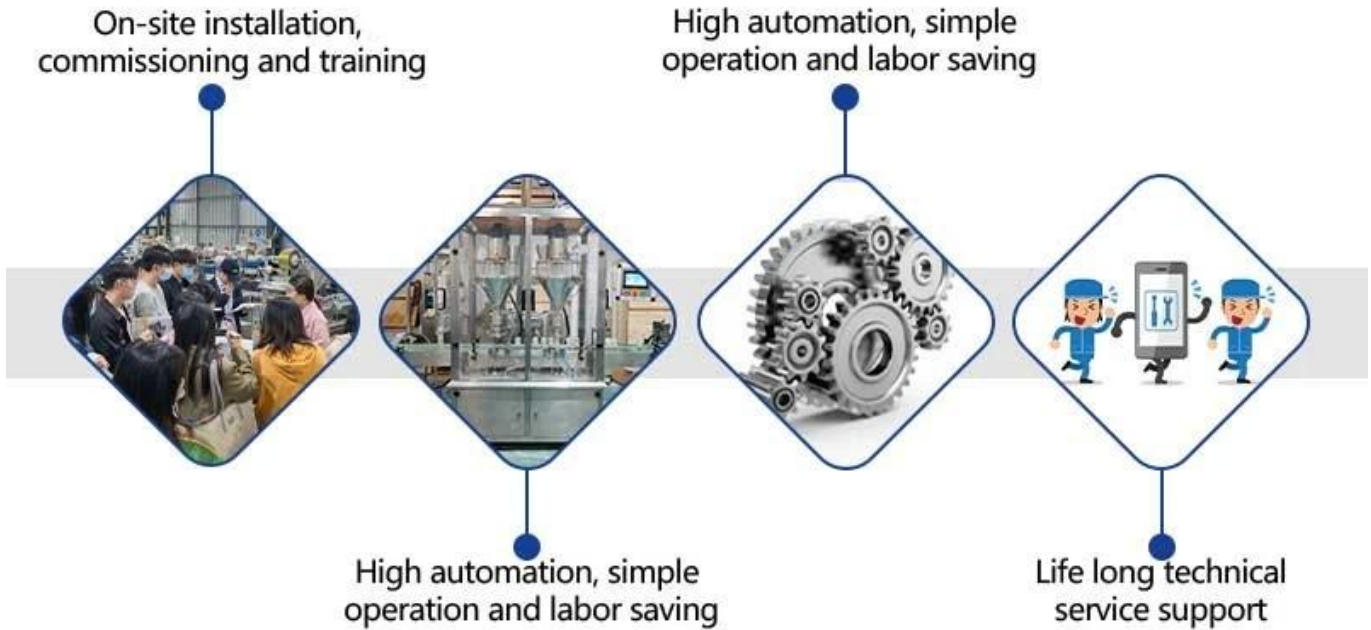 On-site installation,
commissioning and training
High automation, simple
operation and labor saving
High automation, simple
operation and labor saving
Life long technical
service support